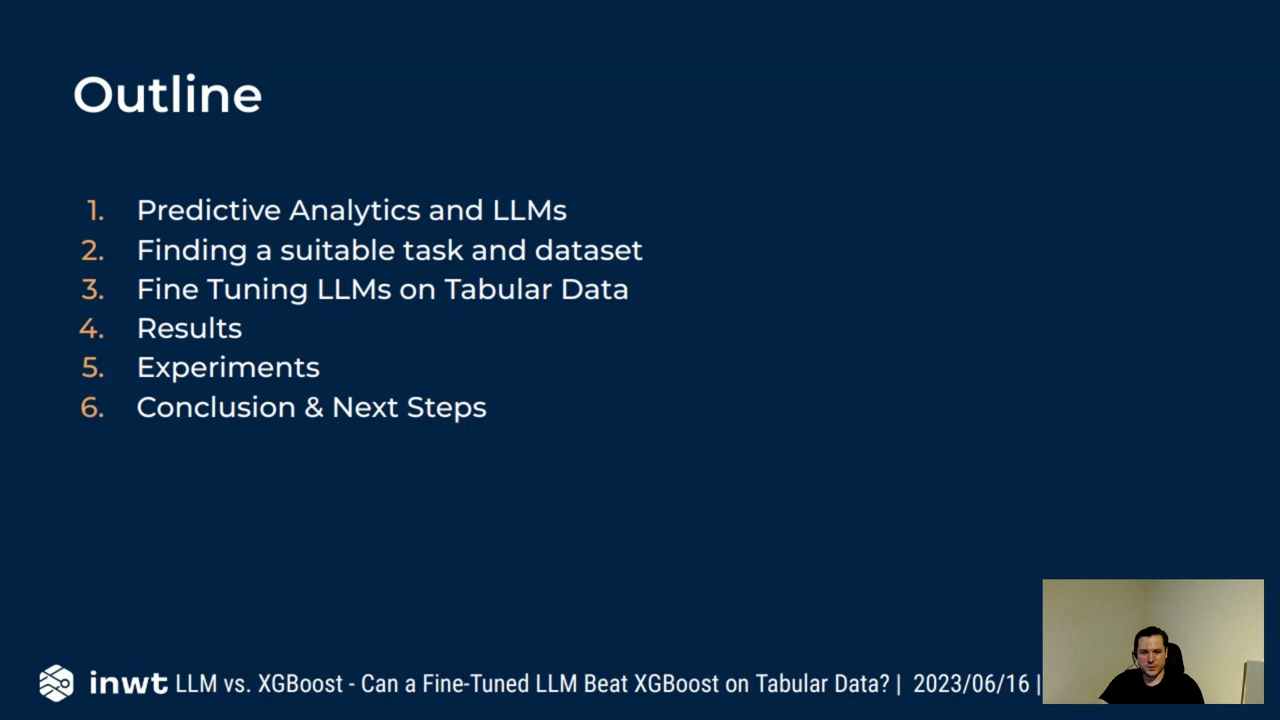 Outline
1. Predictive Analytics and LLMs
2. Finding a suitable task and dataset
3. Fine Tuning LLMs on Tabular Data
4. Results
5. Experiments
6. Conclusion & Next Steps
inwt LLM vs. XGBoost - Can a Fine-Tuned LLM Beat XGBoost on Tabular Data? | 2023/06/16 |